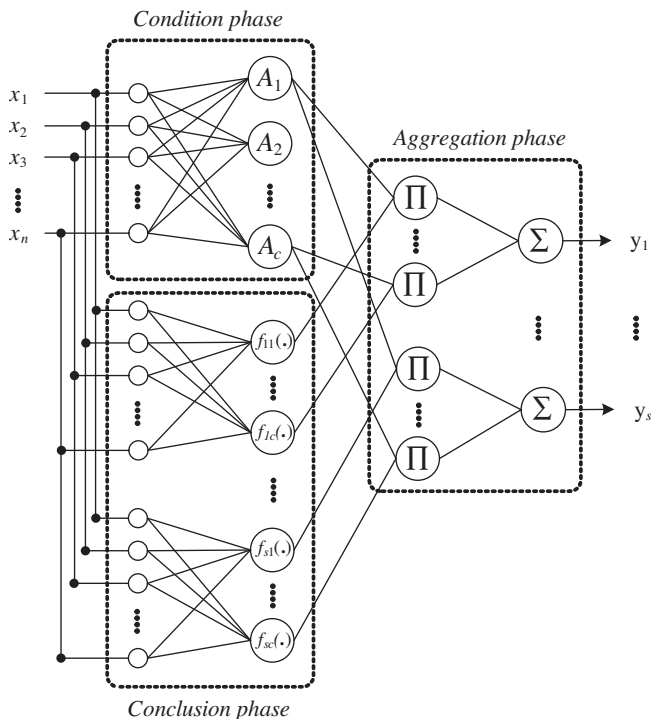 Condition phase
x1
x2
x3
xn
A1
A2
Ac
Aggregation phase
Π
Π
Π
Π
Σ
Σ
y1
ys
f11(.)
f1c(.)
fs1(.)
fsc(.)
Conclusion phase